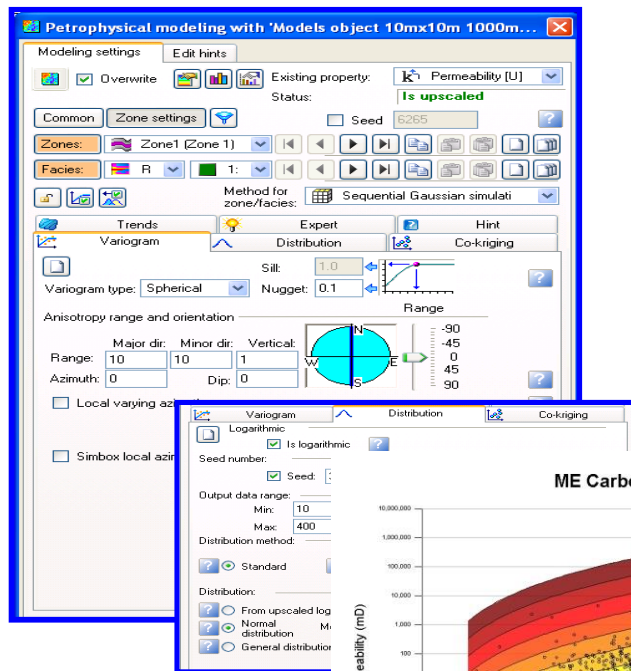 Petrophysical modeling with 'Models object 10mx10m 1000m...
Modeling settings Edit hints
Overwrite Existing property: Permeability [U]
Status: Is upscaled
Common Zone settings Seed 6265
Zones: Zone1 (Zone 1)
Facies: R 1:
Method for zone/facies: Sequential Gaussian simulati
Trends Expert Hint
Variogram Distribution Co-kriging
Sill: 1.0
Variogram type: Spherical Nugget: 0.1
Anisotropy range and orientation Range
Major dir: Minor dir: Vertical:
Range: 10 10 1
Azimuth: 0 Dip: 0
N
W E
S
-90
-45
0
45
90
Local varying azi
Simbox local azir
Variogram Distribution Co-kriging
Logarithmic
Is logarithmic
Seed number:
Seed:
Output data range:
Min: 10
Max: 400
Distribution method:
Standard
Distribution:
From upscaled log
Normal distribution
General distribution
ME Carbo
10,000,000
1,000,000
100,000
10,000
1,000
100
eability (mD)